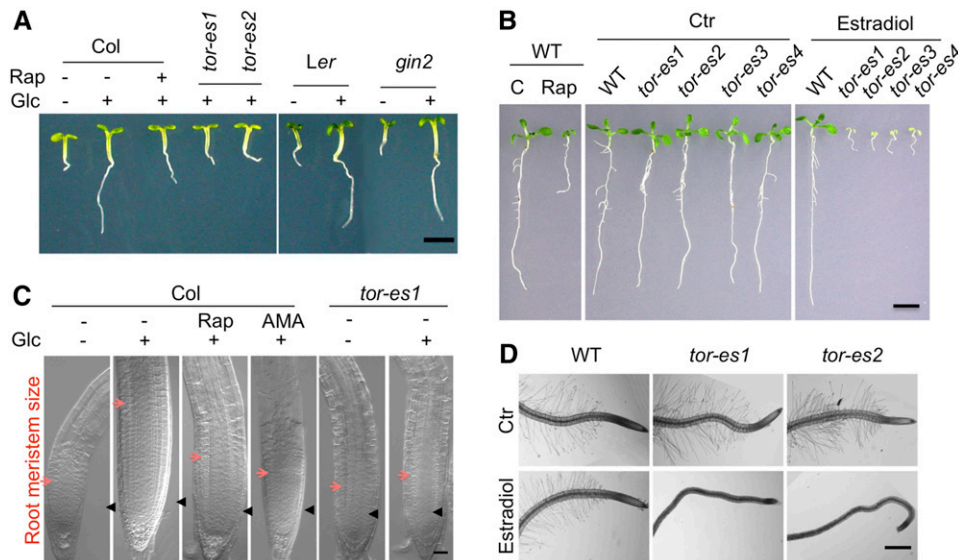 A
Col
tor-es1
tor-es2
Ler
gin2
Rap - - +
Glc - + + + + - + - +
B
WT
Ctr
Estradiol
C Rap WT tor-es1 tor-es2 tor-es3 tor-es4 WT tor-es1 tor-es2 tor-es3 tor-es4
C
Col
tor-es1
- - Rap AMA - -
Glc - + + + - +
Root meristem size
D
WT tor-es1 tor-es2
Ctr
Estradiol